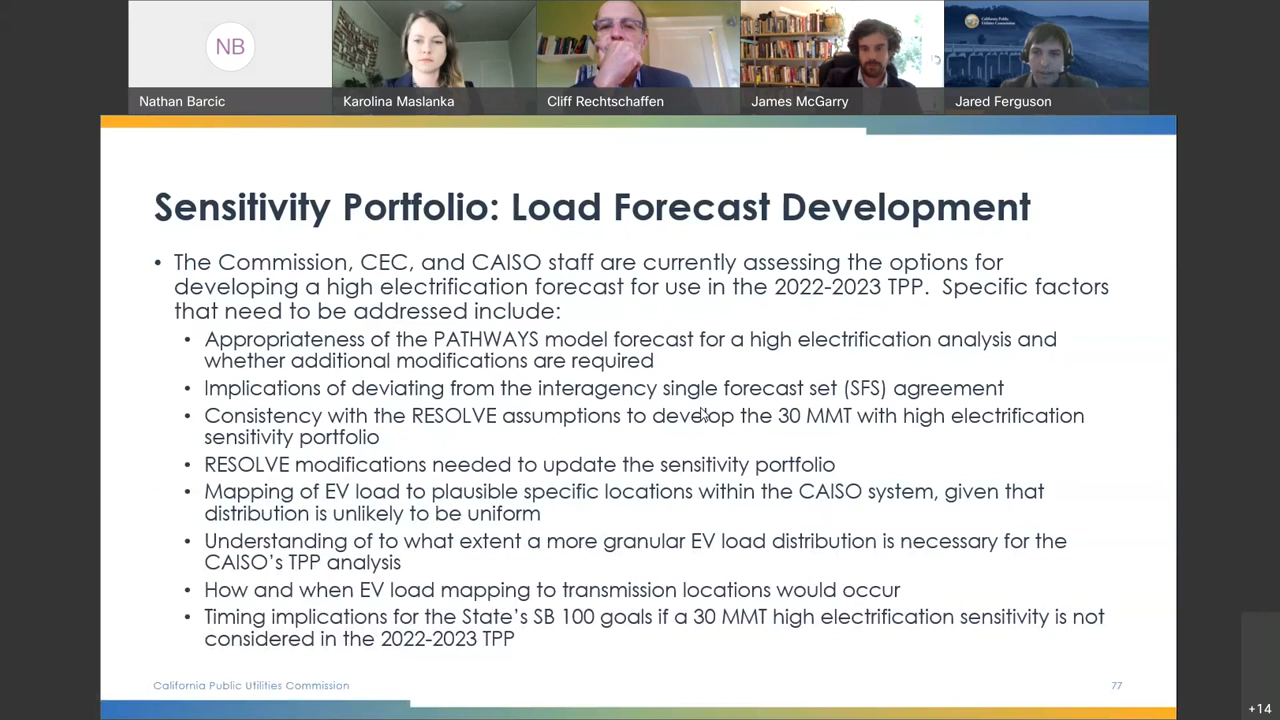 NB
Nathan Barcic
Karolina Maslanka
Cliff Rechtschaffen
James McGarry
California Public
Utilities Commission
Jared Ferguson
Sensitivity Portfolio: Load Forecast Development
• The Commission, CEC, and CAISO staff are currently assessing the options for
developing a high electrification forecast for use in the 2022-2023 TPP. Specific factors
that need to be addressed include:
• Appropriateness of the PATHWAYS model forecast for a high electrification analysis and
whether additional modifications are required
• Implications of deviating from the interagency single forecast set (SFS) agreement
• Consistency with the RESOLVE assumptions to develop the 30 MMT with high electrification
sensitivity portfolio
• RESOLVE modifications needed to update the sensitivity portfolio
• Mapping of EV load to plausible specific locations within the CAISO system, given that
distribution is unlikely to be uniform
• Understanding of to what extent a more granular EV load distribution is necessary for the
CAISO's TPP analysis
• How and when EV load mapping to transmission locations would occur
• Timing implications for the State's SB 100 goals if a 30 MMT high electrification sensitivity is not
considered in the 2022-2023 TPP
California Public Utilities Commission
77
+14